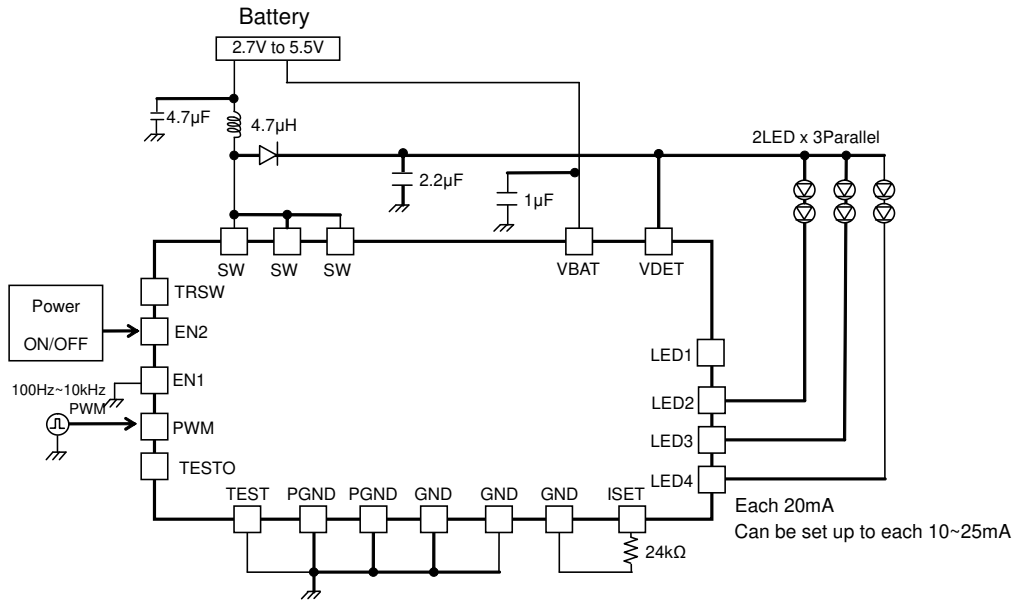 Battery
2.7V to 5.5V
4.7µF
4.7µH
2LED x 3Parallel
2.2µF
1µF
SW
SW
SW
VBAT
VDET
TRSW
Power
ON/OFF
EN2
LED1
EN1
100Hz~10kHz
PWM
LED2
PWM
LED3
TESTO
LED4
TEST
PGND
PGND
GND
GND
GND
ISET
Each 20mA
Can be set up to each 10~25mA
24kΩ